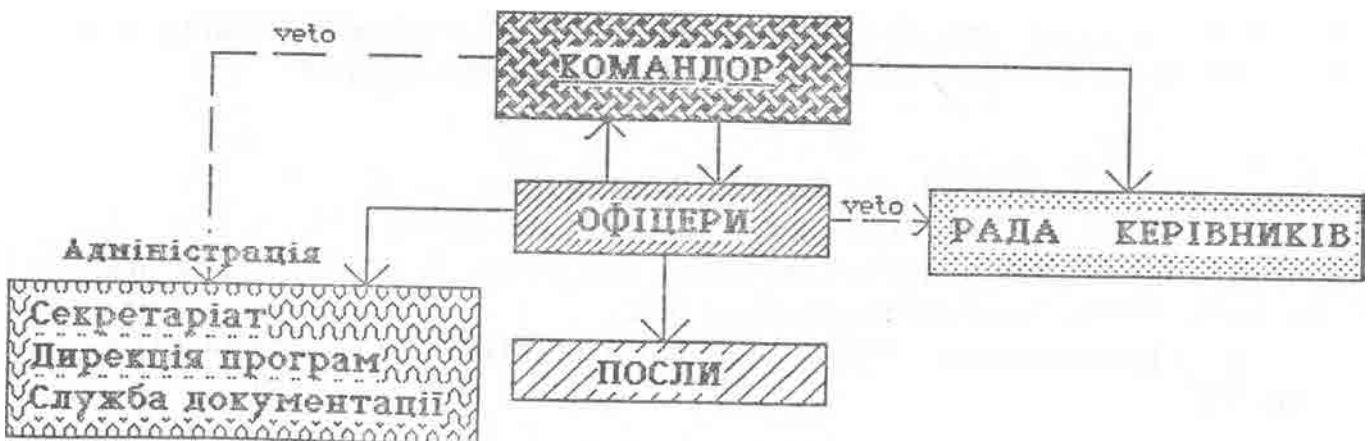 veto
КОМАНДОР
ОФІЦЕРИ
veto
РАДА КЕРІВНИКІВ
Адміністрація
Секретаріат
Дирекція програм
Служба документації
ПОСЛИ